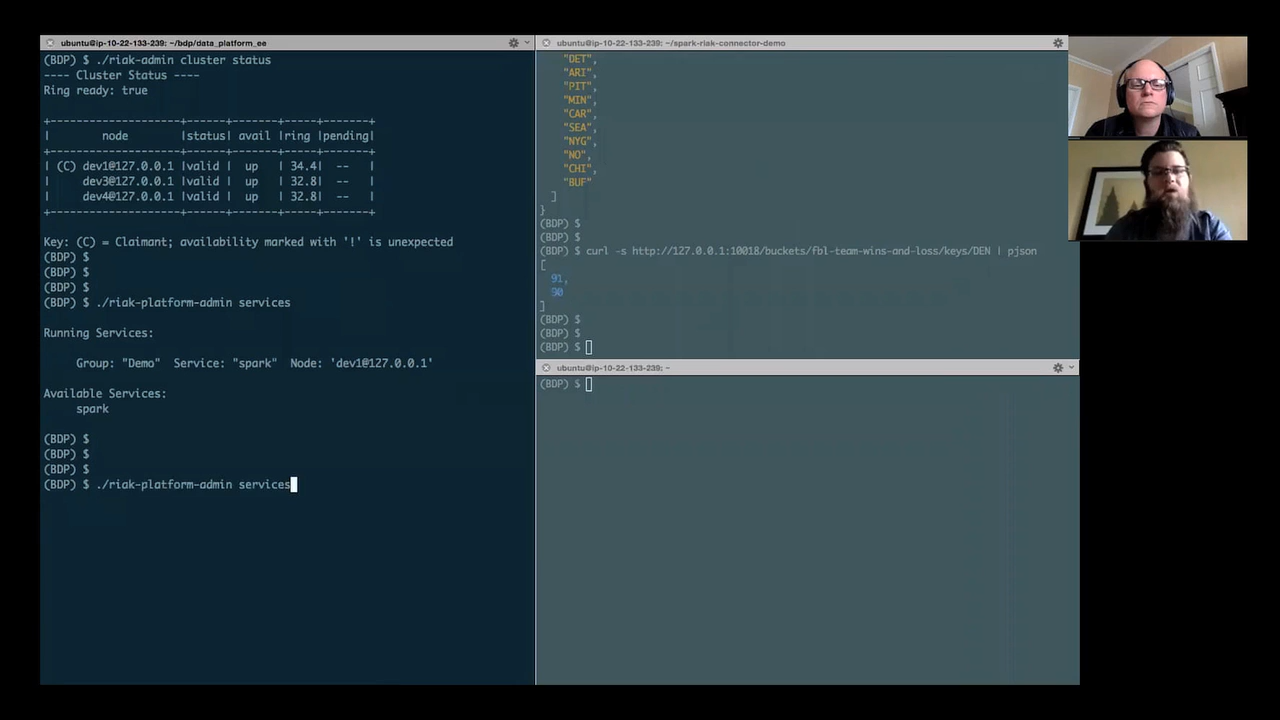 ubuntu@ip-10-22-133-239: ~/bdp/data_platform_ee
(BDP) $ ./riak-admin cluster status
---- Cluster Status ----
Ring ready: true
+--------------------+------+-------+-----+-------+
|        node        |status| avail |ring |pending|
+--------------------+------+-------+-----+-------+
| (C) dev1@127.0.0.1 |valid |  up   | 34.4|  --   |
|     dev3@127.0.0.1 |valid |  up   | 32.8|  --   |
|     dev4@127.0.0.1 |valid |  up   | 32.8|  --   |
+--------------------+------+-------+-----+-------+
Key: (C) = Claimant; availability marked with '!' is unexpected
(BDP) $
(BDP) $
(BDP) $
(BDP) $ ./riak-platform-admin services
Running Services:
Group: "Demo"  Service: "spark"  Node: 'dev1@127.0.0.1'
Available Services:
spark
(BDP) $
(BDP) $
(BDP) $
(BDP) $ ./riak-platform-admin services
ubuntu@ip-10-22-133-239: ~/spark-riak-connector-demo
"DET",
"ARI",
"PIT",
"MIN",
"CAR",
"SEA",
"NYG",
"NO",
"CHI",
"BUF"
]
}
(BDP) $
(BDP) $
(BDP) $ curl -s http://127.0.0.1:10018/buckets/fbl-team-wins-and-loss/keys/DEN | pjson
[
91,
90
]
(BDP) $
(BDP) $
(BDP) $
ubuntu@ip-10-22-133-239: ~
(BDP) $